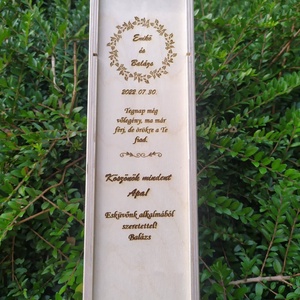 Enikő
és
Balázs
2022.07.30.
Tegnap még
vőlegény, ma már
férj, de örökre a Te
fiad.
Köszönök mindent
Apa!
Esküvőnk alkalmából
szeretettel!
Balázs